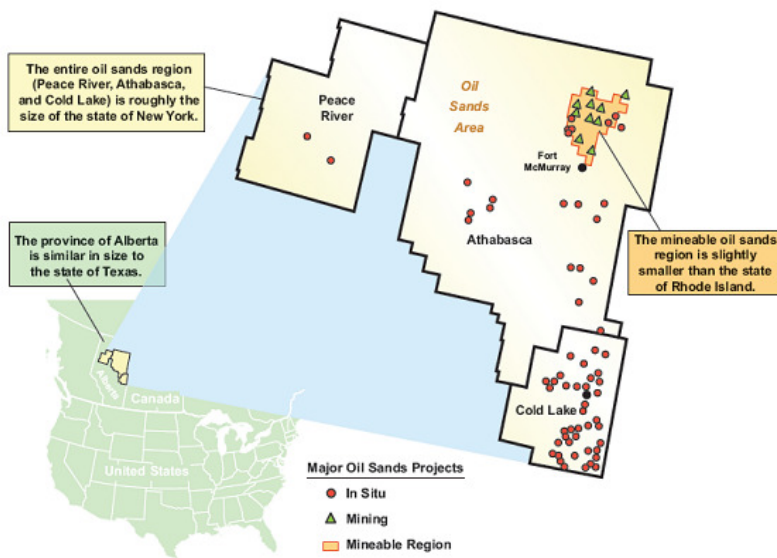 The entire oil sands region
(Peace River, Athabasca,
and Cold Lake) is roughly the
size of the state of New York.
Peace
River
Oil
Sands
Area
Fort
McMurray
Athabasca
The mineable oil sands
region is slightly
smaller than the state
of Rhode Island.
The province of Alberta
is similar in size to
the state of Texas.
Alberta
Canada
United States
Cold Lake
Major Oil Sands Projects
In Situ
Mining
Mineable Region